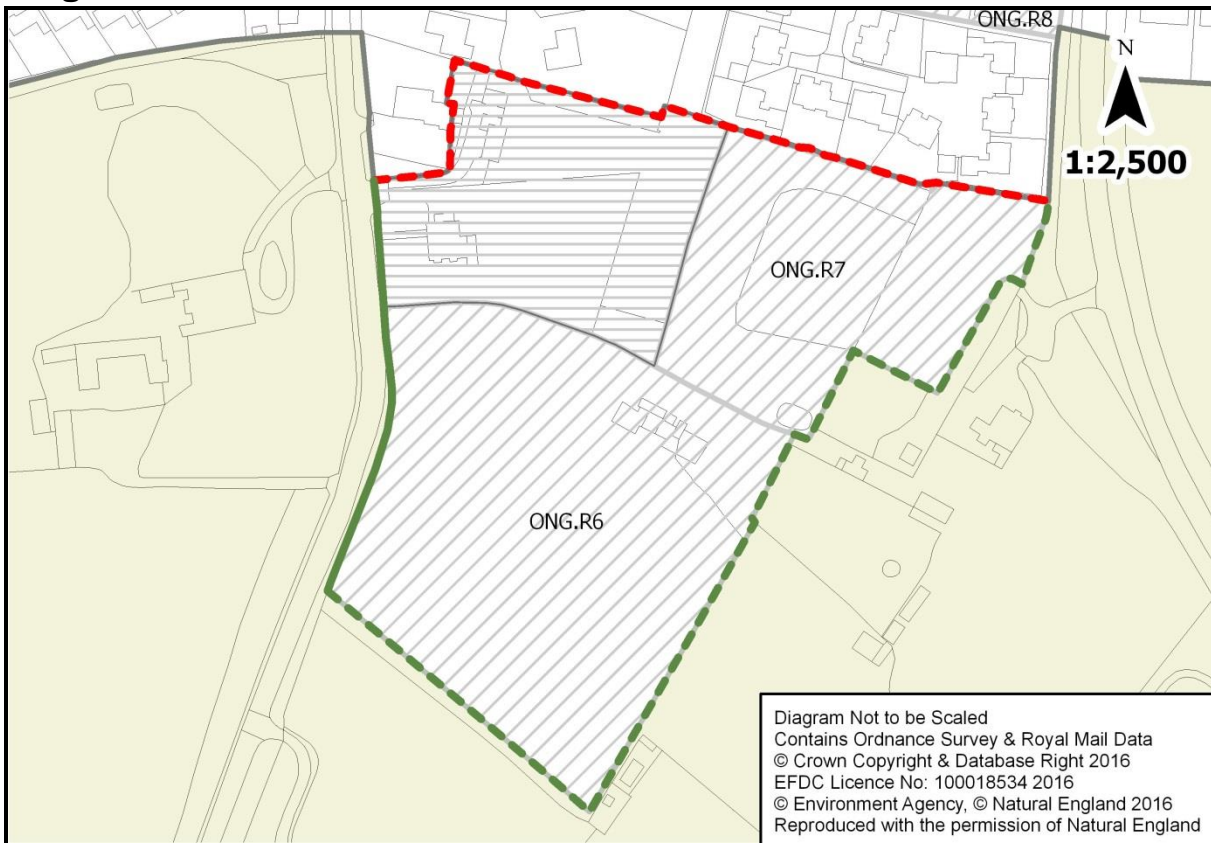 ONG.R8
N
1:2,500
ONG.R7
ONG.R6
Diagram Not to be Scaled
Contains Ordnance Survey & Royal Mail Data
© Crown Copyright & Database Right 2016
EFDC Licence No: 100018534 2016
© Environment Agency, © Natural England 2016
Reproduced with the permission of Natural England